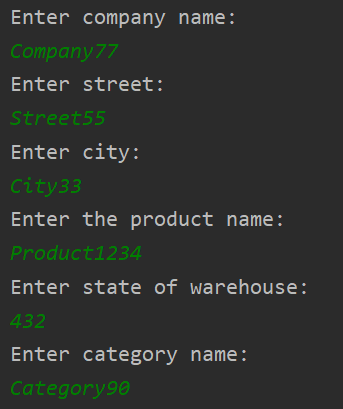 Enter company name:
Company77
Enter street:
Street55
Enter city:
City33
Enter the product name:
Product1234
Enter state of warehouse:
432
Enter category name:
Category90